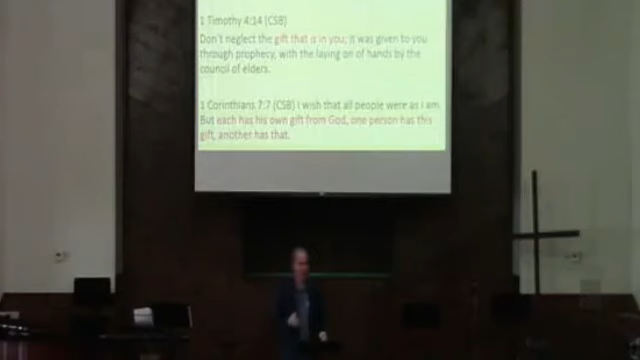 1 Timothy 4:14 (CSB)
Don't neglect the gift that is in you; it was given to you
through prophecy, with the laying on of hands by the
council of elders.
1 Corinthians 7:7 (CSB) I wish that all people were as I am.
But each has his own gift from God, one person has this
gift, another has that.